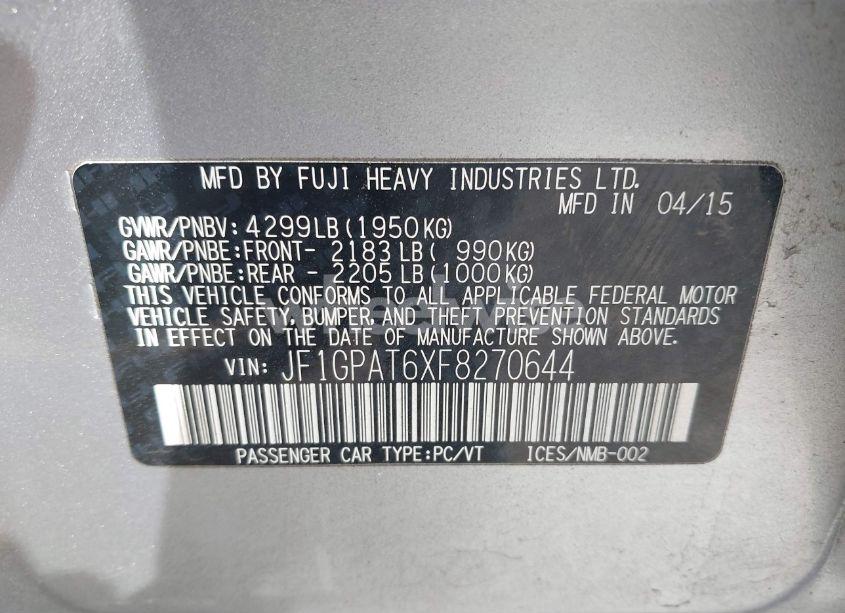 MFD BY FUJI HEAVY INDUSTRIES LTD.
MFD IN 04/15
GVWR/PNBV: 4299LB(1950KG)
GAWR/PNBE:FRONT- 2183LB( 990KG)
GAWR/PNBE:REAR - 2205LB(1000KG)
THIS VEHICLE CONFORMS TO ALL APPLICABLE FEDERAL MOTOR
VEHICLE SAFETY, BUMPER, AND THEFT PREVENTION STANDARDS
IN EFFECT ON THE DATE OF MANUFACTURE SHOWN ABOVE.
VIN: JF1GPAT6XF8270644
PASSENGER CAR TYPE:PC/VT ICES/NMB-002